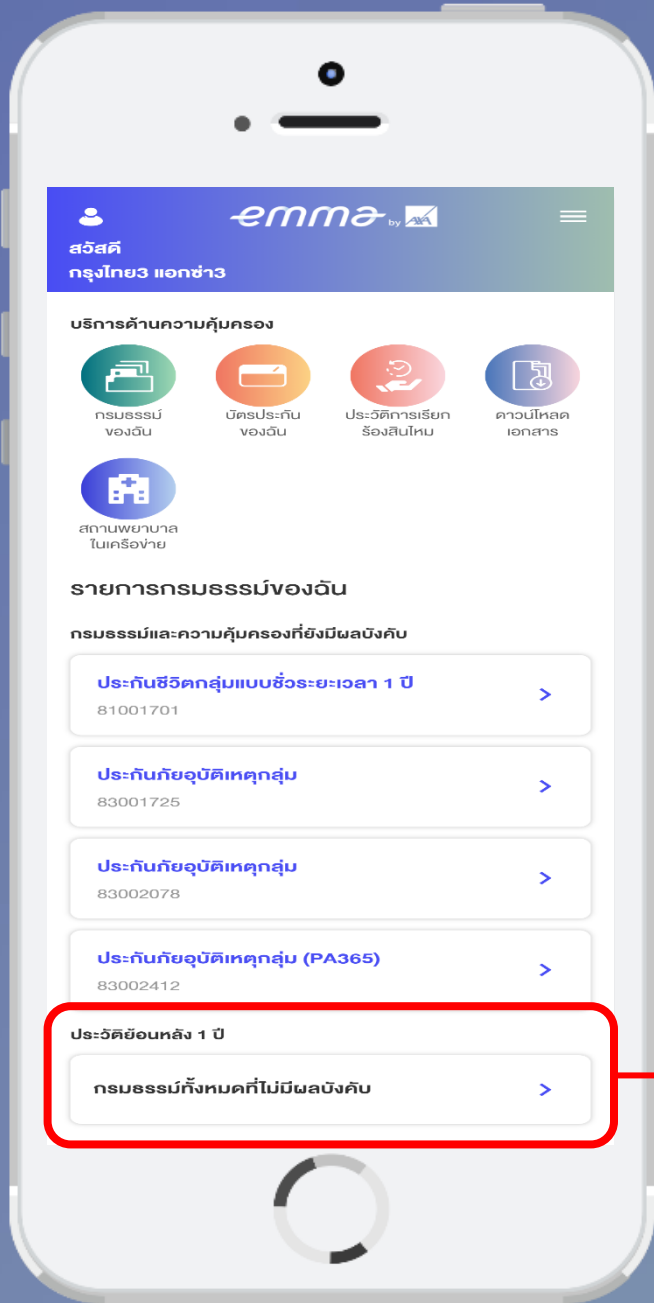 emma by AXA
สวัสดี
กรุงไทย3 แอกซ่า3
บริการด้านความคุ้มครอง
กรมธรรม์
ของฉัน
บัตรประกัน
ของฉัน
ประวัติการเรียก
ร้องสินไหม
ดาวน์โหลด
เอกสาร
สถานพยาบาล
ในเครือข่าย
รายการกรมธรรม์ของฉัน
กรมธรรม์และความคุ้มครองที่ยังมีผลบังคับ
ประกันชีวิตกลุ่มแบบชั่วระยะเวลา 1 ปี
81001701
ประกันภัยอุบัติเหตุกลุ่ม
83001725
ประกันภัยอุบัติเหตุกลุ่ม
83002078
ประกันภัยอุบัติเหตุกลุ่ม (PA365)
83002412
ประวัติย้อนหลัง 1 ปี
กรมธรรม์ทั้งหมดที่ไม่มีผลบังคับ